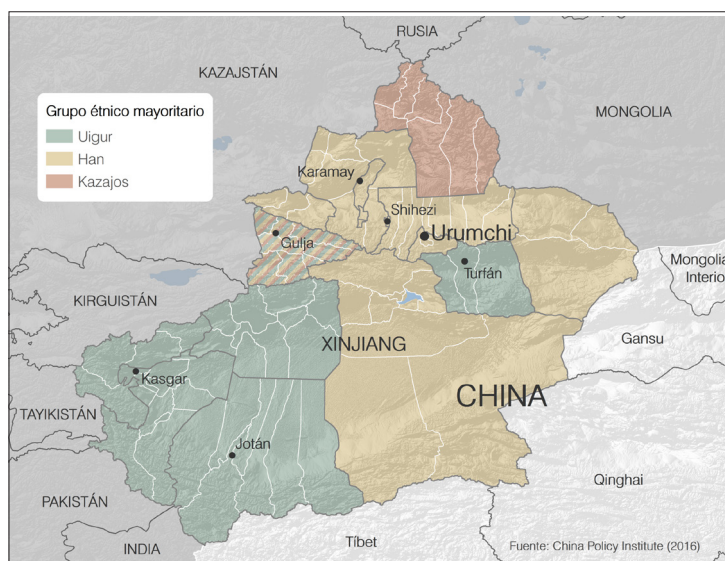 RUSIA
KAZAJSTÁN
MONGOLIA
Grupo étnico mayoritario
Uigur
Han
Kazajos
Karamay
Shihezi
Urumchi
Gulja
Turfán
Mongolia
Interior
KIRGUISTÁN
XINJIANG
Gansu
Kasgar
CHINA
TAYIKISTÁN
Jotán
Qinghai
PAKISTÁN
INDIA
Tíbet
Fuente: China Policy Institute (2016)